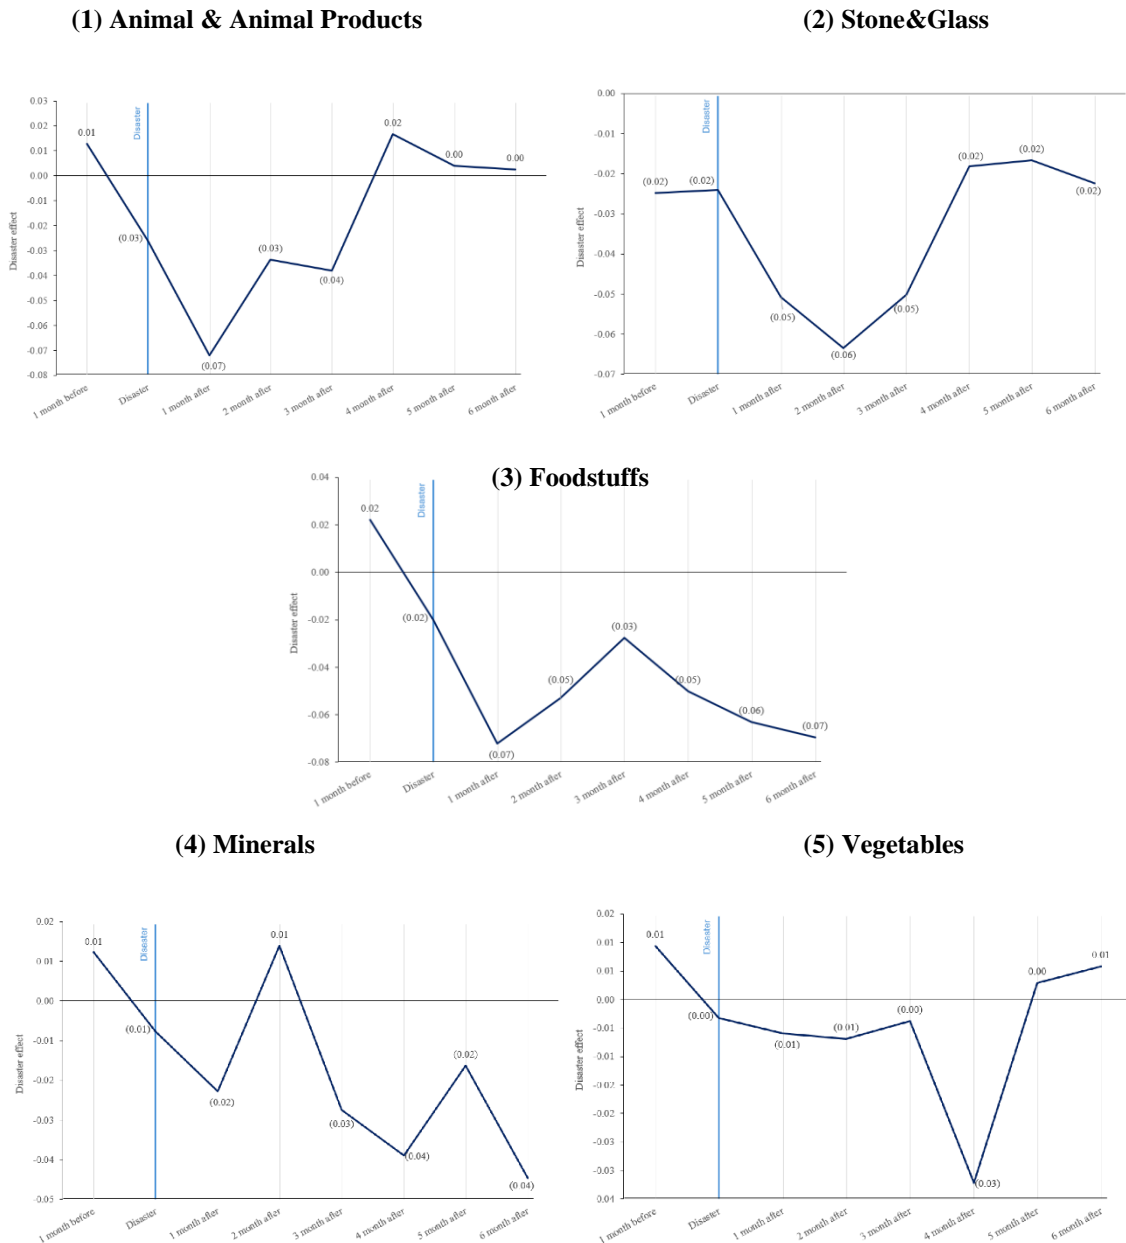 (1) Animal & Animal Products
0.03
0.02
0.01
0.00
-0.01
-0.02
-0.03
-0.04
-0.05
-0.06
-0.07
-0.08
Disaster effect
Disaster
0.01
(0.03)
(0.07)
(0.03)
(0.04)
0.02
0.00
0.00
1 month before
Disaster
1 month after
2 month after
3 month after
4 month after
5 month after
6 month after
(2) Stone&Glass
0.00
-0.01
-0.02
-0.03
-0.04
-0.05
-0.06
-0.07
Disaster effect
Disaster
(0.02)
(0.02)
(0.05)
(0.06)
(0.05)
(0.02)
(0.02)
(0.02)
1 month before
Disaster
1 month after
2 month after
3 month after
4 month after
5 month after
6 month after
(3) Foodstuffs
0.04
0.02
0.00
-0.02
-0.04
-0.06
-0.08
Disaster effect
Disaster
0.02
(0.02)
(0.07)
(0.05)
(0.03)
(0.05)
(0.06)
(0.07)
1 month before
Disaster
1 month after
2 month after
3 month after
4 month after
5 month after
6 month after
(4) Minerals
0.02
0.01
0.00
-0.01
-0.02
-0.03
-0.04
-0.05
Disaster effect
Disaster
0.01
(0.01)
(0.02)
0.01
(0.03)
(0.04)
(0.02)
(0.04)
1 month before
Disaster
1 month after
2 month after
3 month after
4 month after
5 month after
6 month after
(5) Vegetables
0.02
0.01
0.01
0.00
-0.01
-0.01
-0.02
-0.02
-0.03
-0.03
0.04
Disaster effect
Disaster
0.01
(0.00)
(0.01)
(0.01)
(0.00)
(0.03)
0.00
0.01
1 month before
Disaster
1 month after
2 month after
3 month after
4 month after
5 month after
6 month after